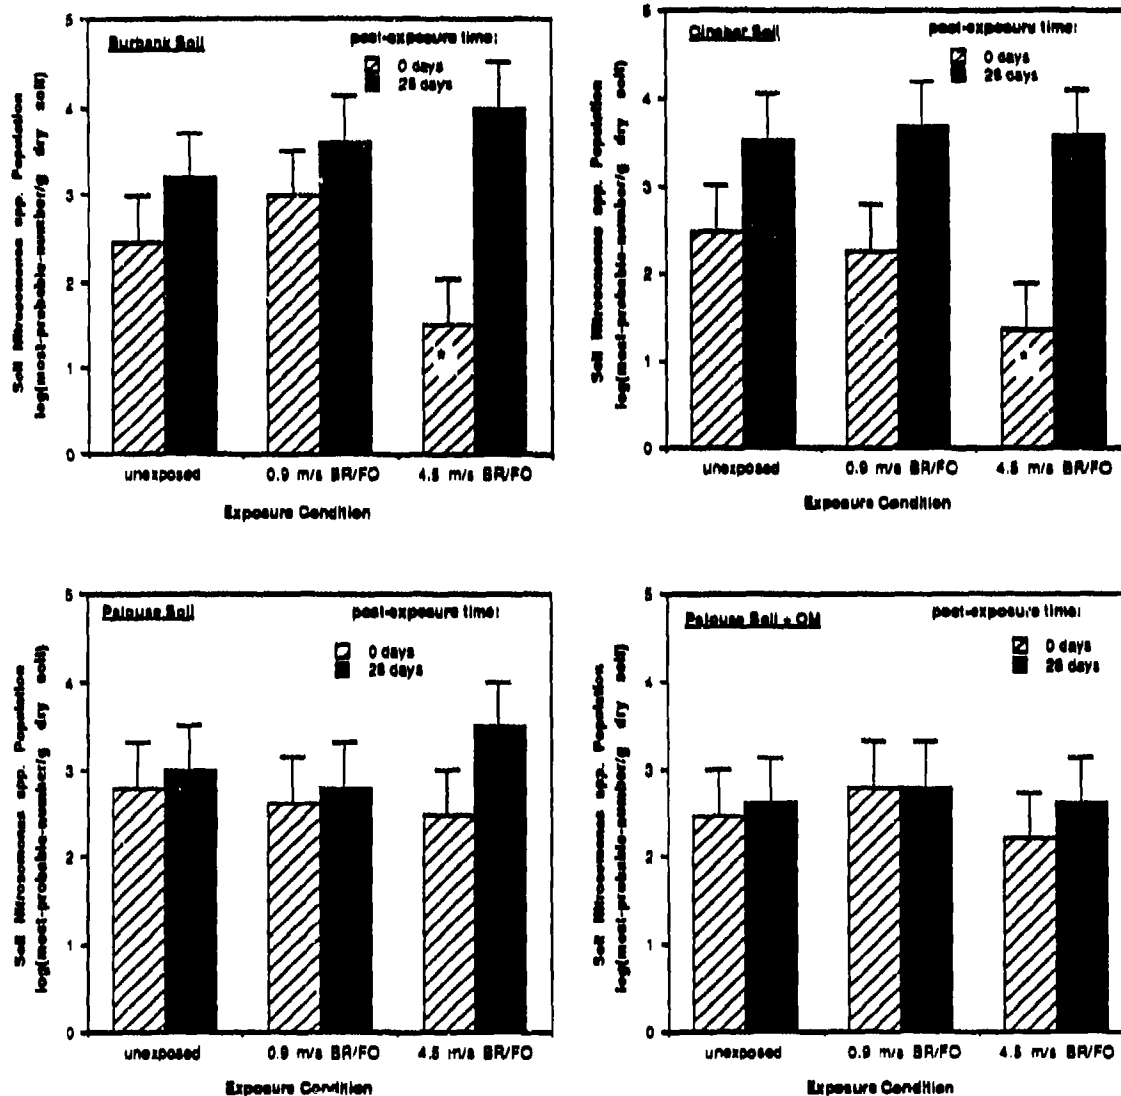 Burbank Soil
post-exposure time:
0 days
28 days
Soil Nitrosomonas spp. Population
log(most-probable-number/g dry soil)
5
4
3
2
1
0
unexposed
0.9 m/s BR/FO
4.5 m/s BR/FO
Exposure Condition
Cinebar Soil
post-exposure time:
0 days
28 days
Soil Nitrosomonas spp. Population
log(most-probable-number/g dry soil)
5
4
3
2
1
0
unexposed
0.9 m/s BR/FO
4.5 m/s BR/FO
Exposure Condition
*
*
Palouse Soil
post-exposure time:
0 days
28 days
Soil Nitrosomonas spp. Population
log(most-probable-number/g dry soil)
5
4
3
2
1
0
unexposed
0.9 m/s BR/FO
4.5 m/s BR/FO
Exposure Condition
Palouse Soil + OM
post-exposure time:
0 days
28 days
Soil Nitrosomonas spp. Population
log(most-probable-number/g dry soil)
5
4
3
2
1
0
unexposed
0.9 m/s BR/FO
4.5 m/s BR/FO
Exposure Condition